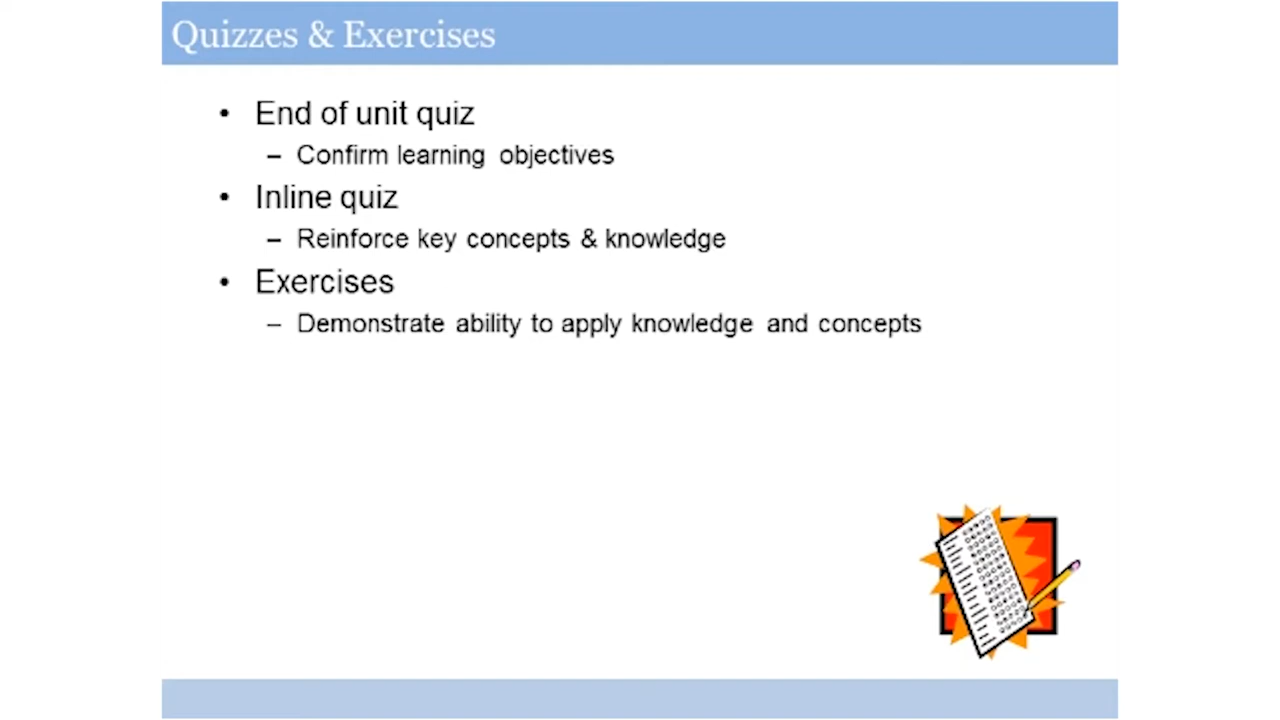 Quizzes & Exercises
• End of unit quiz
– Confirm learning objectives
• Inline quiz
– Reinforce key concepts & knowledge
• Exercises
– Demonstrate ability to apply knowledge and concepts